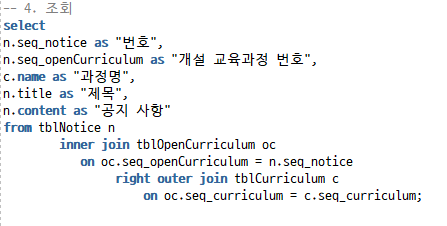 -- 4. 조회
select
n.seq_notice as "번호",
n.seq_openCurriculum as "개설 교육과정 번호",
c.name as "과정명",
n.title as "제목",
n.content as "공지 사항"
from tblNotice n
inner join tblOpenCurriculum oc
on oc.seq_openCurriculum = n.seq_notice
right outer join tblCurriculum c
on oc.seq_curriculum = c.seq_curriculum;